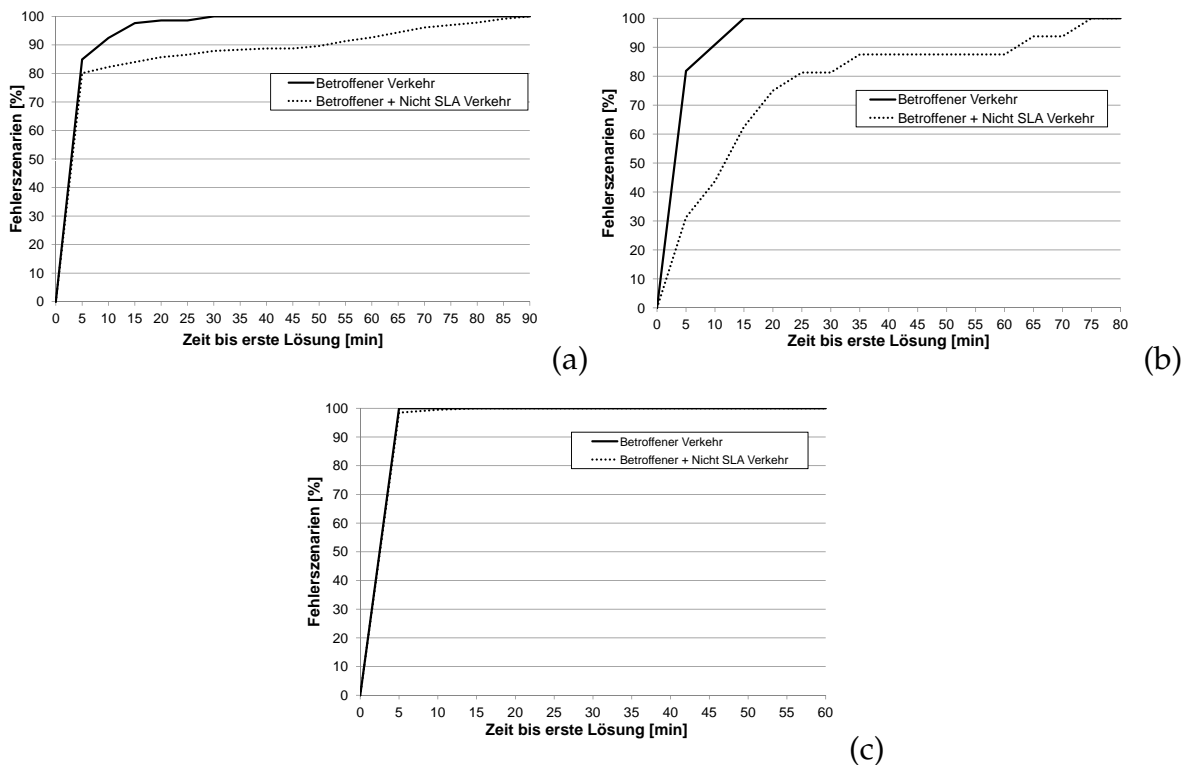 Fehlerszenarien [%]
100
90
80
70
60
50
40
30
20
10
0
Betroffener Verkehr
Betroffener + Nicht SLA Verkehr
0 5 10 15 20 25 30 35 40 45 50 55 60 65 70 75 80 85 90
Zeit bis erste Lösung [min]
(a)
Fehlerszenarien [%]
100
90
80
70
60
50
40
30
20
10
0
Betroffener Verkehr
Betroffener + Nicht SLA Verkehr
0 5 10 15 20 25 30 35 40 45 50 55 60 65 70 75 80
Zeit bis erste Lösung [min]
(b)
Fehlerszenarien [%]
100
90
80
70
60
50
40
30
20
10
0
Betroffener Verkehr
Betroffener + Nicht SLA Verkehr
0 5 10 15 20 25 30 35 40 45 50 55 60
Zeit bis erste Lösung [min]
(c)